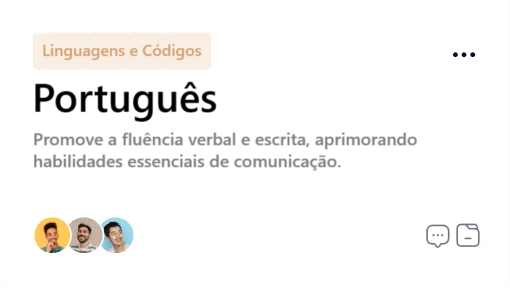 Linguagens e Códigos
Português
Promove a fluência verbal e escrita, aprimorando
habilidades essenciais de comunicação.